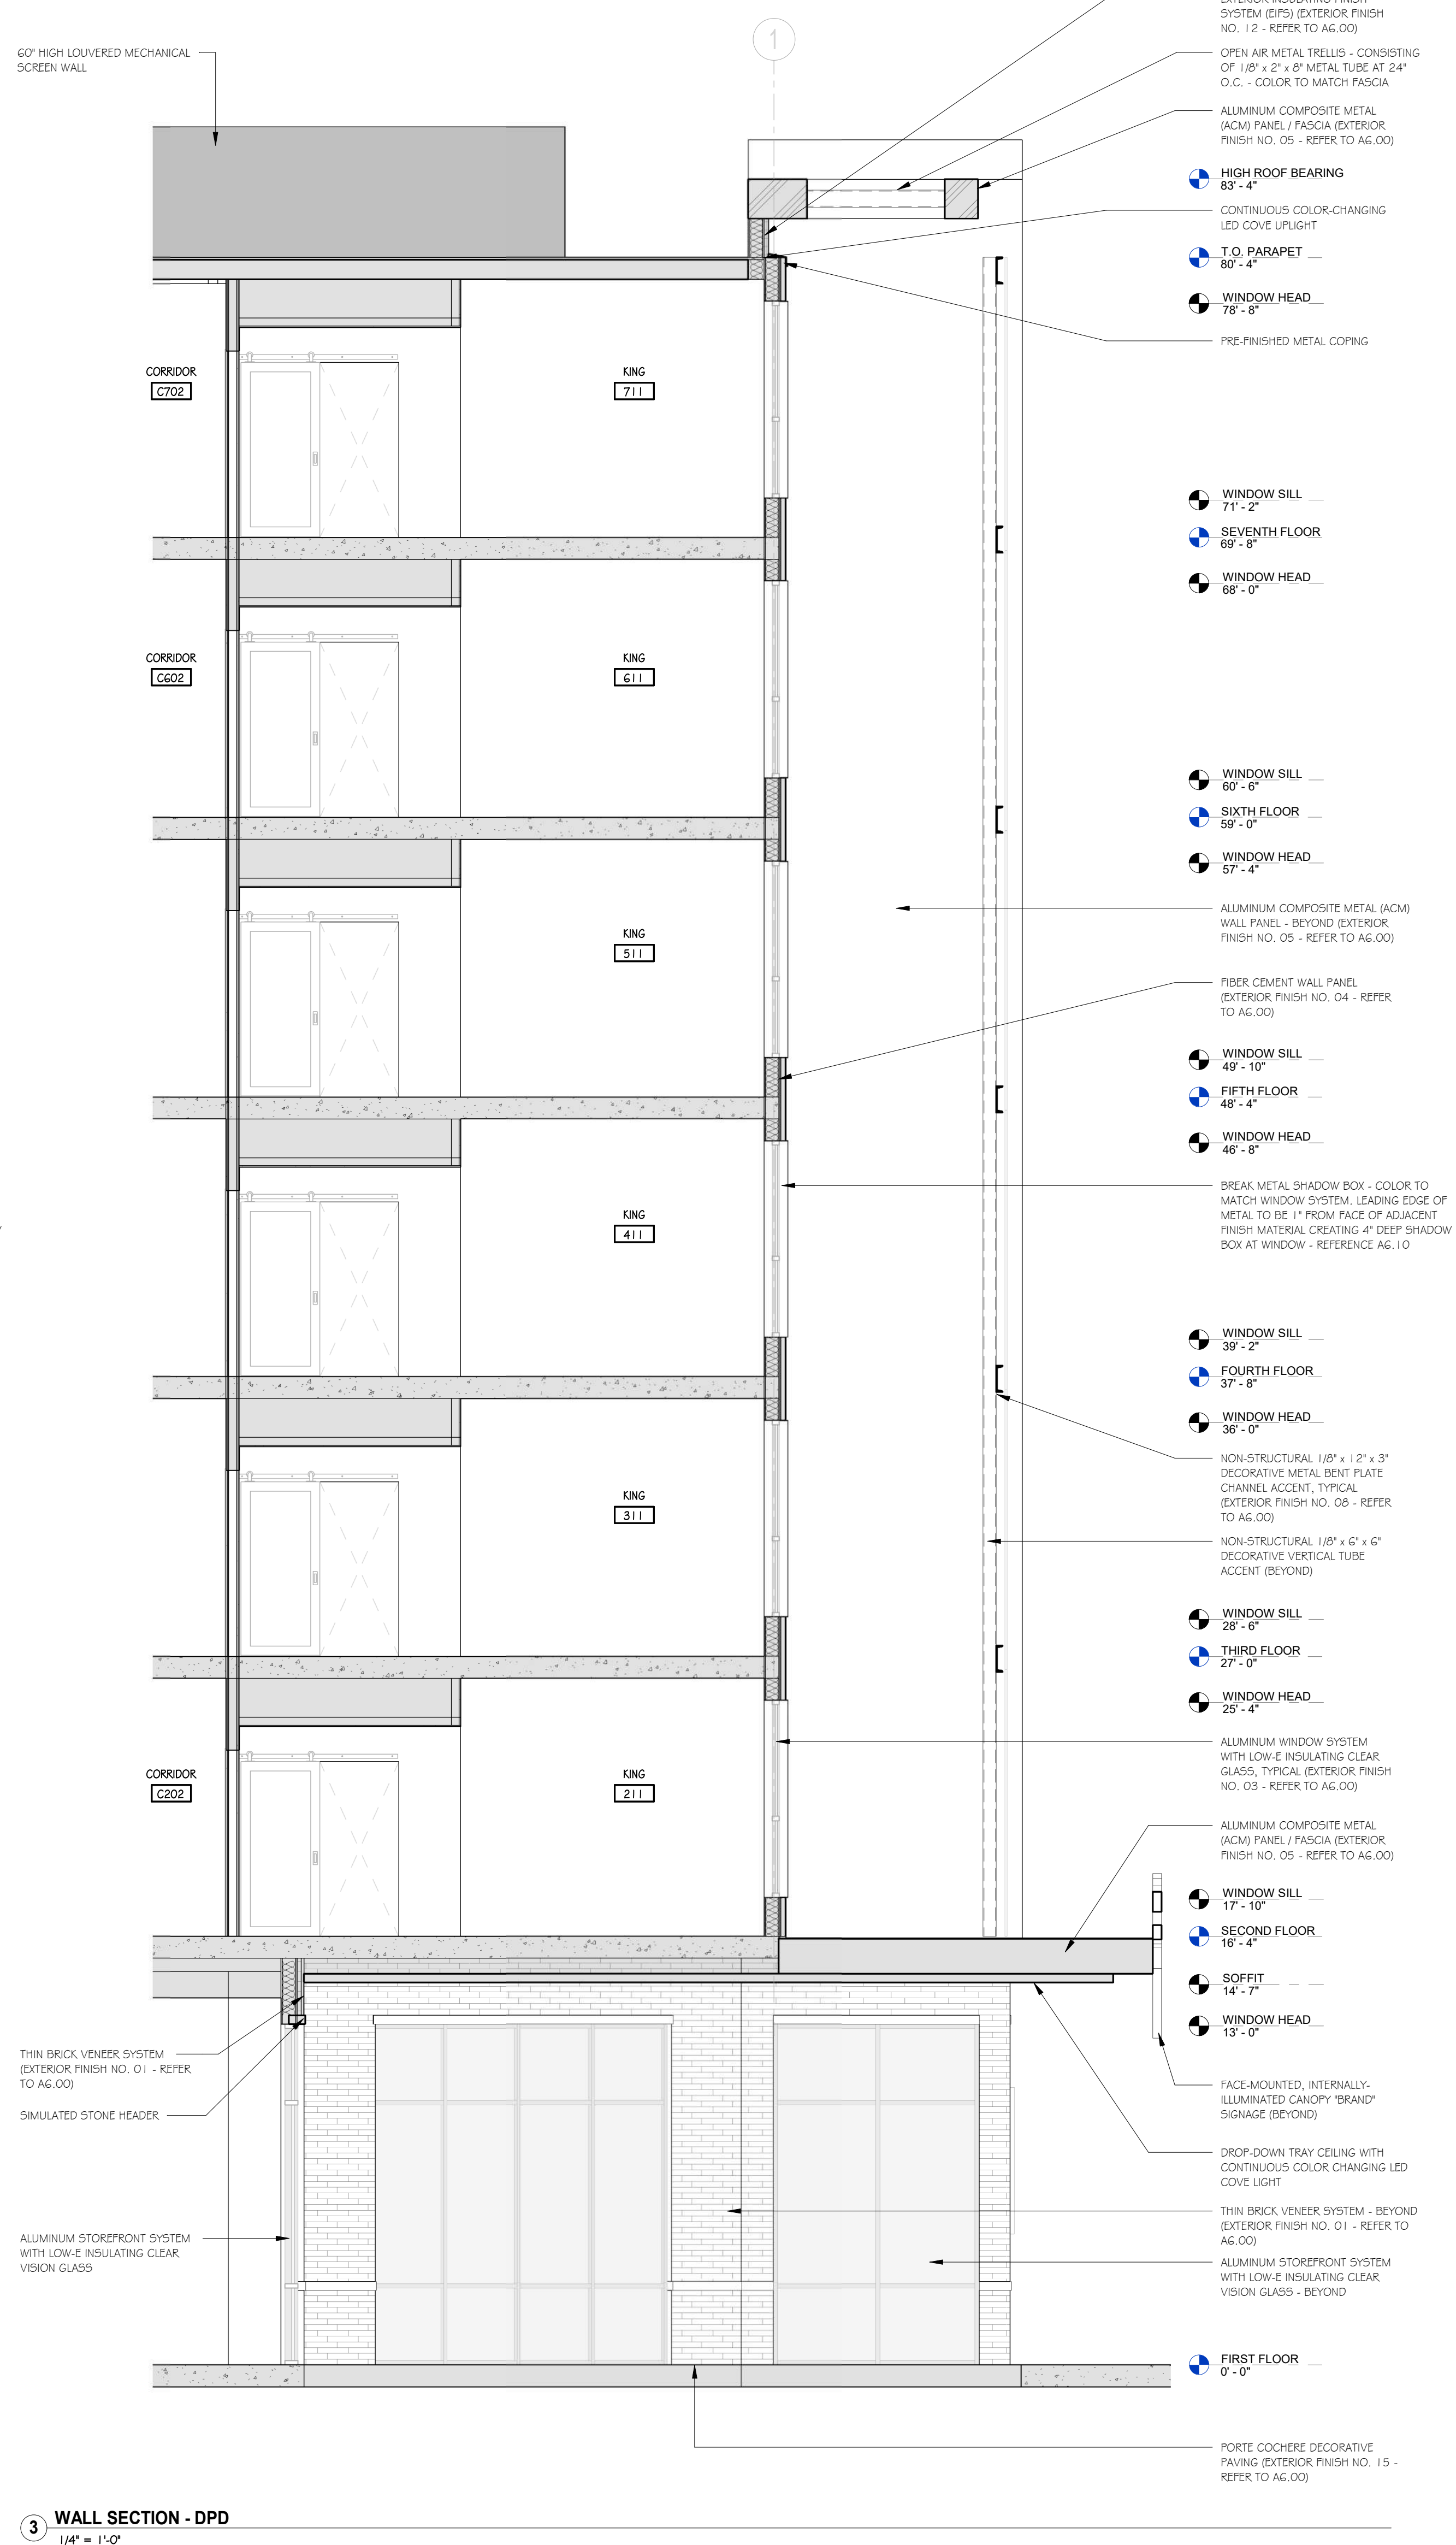 60" HIGH LOUVERED MECHANICAL
SCREEN WALL
1
SYSTEM (EIFS) (EXTERIOR FINISH
NO. 12 - REFER TO A6.00)
OPEN AIR METAL TRELLIS - CONSISTING
OF 1/8" x 2" x 8" METAL TUBE AT 24"
O.C. - COLOR TO MATCH FASCIA
ALUMINUM COMPOSITE METAL
(ACM) PANEL / FASCIA (EXTERIOR
FINISH NO. 05 - REFER TO A6.00)
HIGH ROOF BEARING
83' - 4"
CONTINUOUS COLOR-CHANGING
LED COVE UPLIGHT
T.O. PARAPET
80' - 4"
WINDOW HEAD
78' - 8"
PRE-FINISHED METAL COPING
CORRIDOR
C702
KING
711
WINDOW SILL
71' - 2"
SEVENTH FLOOR
69' - 8"
WINDOW HEAD
68' - 0"
CORRIDOR
C602
KING
611
WINDOW SILL
60' - 6"
SIXTH FLOOR
59' - 0"
WINDOW HEAD
57' - 4"
ALUMINUM COMPOSITE METAL (ACM)
WALL PANEL - BEYOND (EXTERIOR
FINISH NO. 05 - REFER TO A6.00)
KING
511
FIBER CEMENT WALL PANEL
(EXTERIOR FINISH NO. 04 - REFER
TO A6.00)
WINDOW SILL
49' - 10"
FIFTH FLOOR
48' - 4"
WINDOW HEAD
46' - 8"
BREAK METAL SHADOW BOX - COLOR TO
MATCH WINDOW SYSTEM. LEADING EDGE OF
METAL TO BE 1" FROM FACE OF ADJACENT
FINISH MATERIAL CREATING 4" DEEP SHADOW
BOX AT WINDOW - REFERENCE A6.10
KING
411
WINDOW SILL
39' - 2"
FOURTH FLOOR
37' - 8"
WINDOW HEAD
36' - 0"
NON-STRUCTURAL 1/8" x 12" x 3"
DECORATIVE METAL BENT PLATE
CHANNEL ACCENT, TYPICAL
(EXTERIOR FINISH NO. 08 - REFER
TO A6.00)
KING
311
NON-STRUCTURAL 1/8" x 6" x 6"
DECORATIVE VERTICAL TUBE
ACCENT (BEYOND)
WINDOW SILL
28' - 6"
THIRD FLOOR
27' - 0"
WINDOW HEAD
25' - 4"
ALUMINUM WINDOW SYSTEM
WITH LOW-E INSULATING CLEAR
GLASS, TYPICAL (EXTERIOR FINISH
NO. 03 - REFER TO A6.00)
CORRIDOR
C202
KING
211
ALUMINUM COMPOSITE METAL
(ACM) PANEL / FASCIA (EXTERIOR
FINISH NO. 05 - REFER TO A6.00)
WINDOW SILL
17' - 10"
SECOND FLOOR
16' - 4"
SOFFIT
14' - 7"
WINDOW HEAD
13' - 0"
THIN BRICK VENEER SYSTEM
(EXTERIOR FINISH NO. 01 - REFER
TO A6.00)
SIMULATED STONE HEADER
FACE-MOUNTED, INTERNALLY-
ILLUMINATED CANOPY "BRAND"
SIGNAGE (BEYOND)
DROP-DOWN TRAY CEILING WITH
CONTINUOUS COLOR CHANGING LED
COVE LIGHT
THIN BRICK VENEER SYSTEM - BEYOND
(EXTERIOR FINISH NO. 01 - REFER TO
A6.00)
ALUMINUM STOREFRONT SYSTEM
WITH LOW-E INSULATING CLEAR
VISION GLASS
ALUMINUM STOREFRONT SYSTEM
WITH LOW-E INSULATING CLEAR
VISION GLASS - BEYOND
FIRST FLOOR
0' - 0"
PORTE COCHERE DECORATIVE
PAVING (EXTERIOR FINISH NO. 15 -
REFER TO A6.00)
3 WALL SECTION - DPD
1/4" = 1'-0"